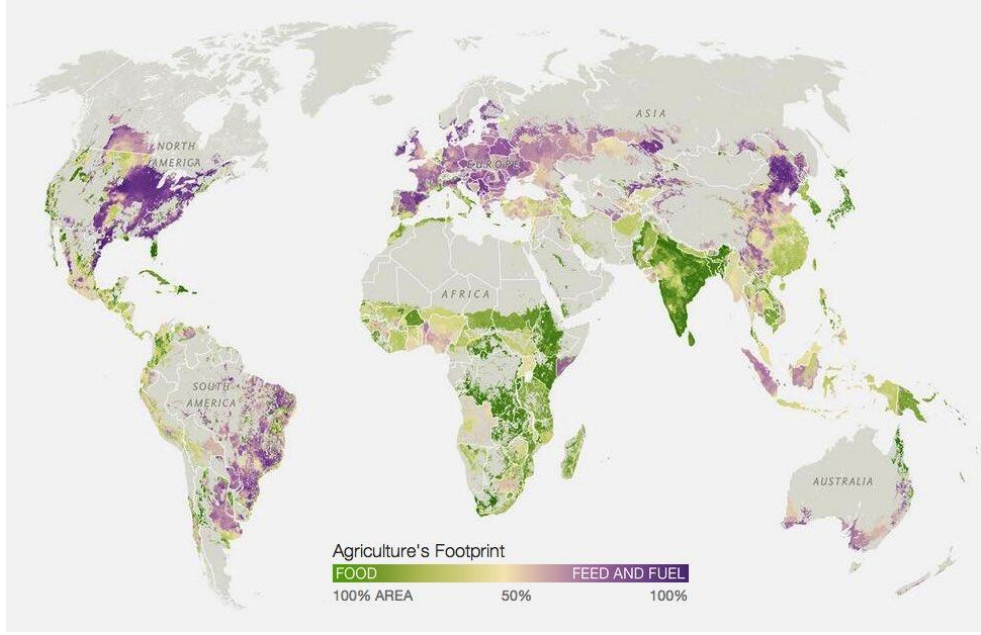 NORTH
AMERICA
ASIA
EUROPE
AFRICA
SOUTH
AMERICA
AUSTRALIA
Agriculture's Footprint
FOOD FEED AND FUEL
100% AREA 50% 100%